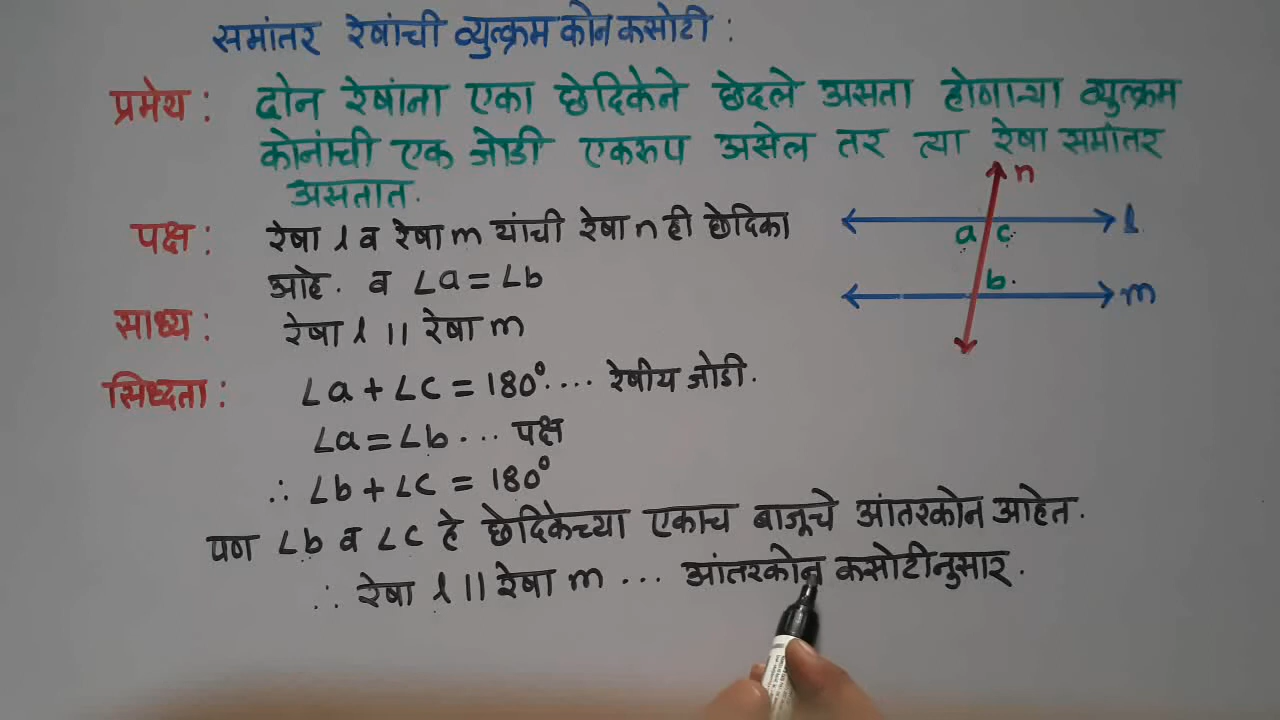 समांतर रेषांची व्युत्क्रम कोन कसोटी :
प्रमेय : दोन रेषांना एका छेदिकेने छेदले असता होणाऱ्या व्युत्क्रम
कोनांची एक जोडी एकरुप असेल तर त्या रेषा समांतर
असतात.
n
l
a c
b
m
पक्ष : रेषा l व रेषा m यांची रेषा n ही छेदिका
आहे. व ∠a = ∠b
साध्य : रेषा l || रेषा m
सिध्दता : ∠a + ∠c = 180° .... रेषीय जोडी.
∠a = ∠b ... पक्ष
∴ ∠b + ∠c = 180°
पण ∠b व ∠c हे छेदिकेच्या एकाच बाजूचे आंतरकोन आहेत.
∴ रेषा l || रेषा m ... आंतरकोन कसोटीनुसार.